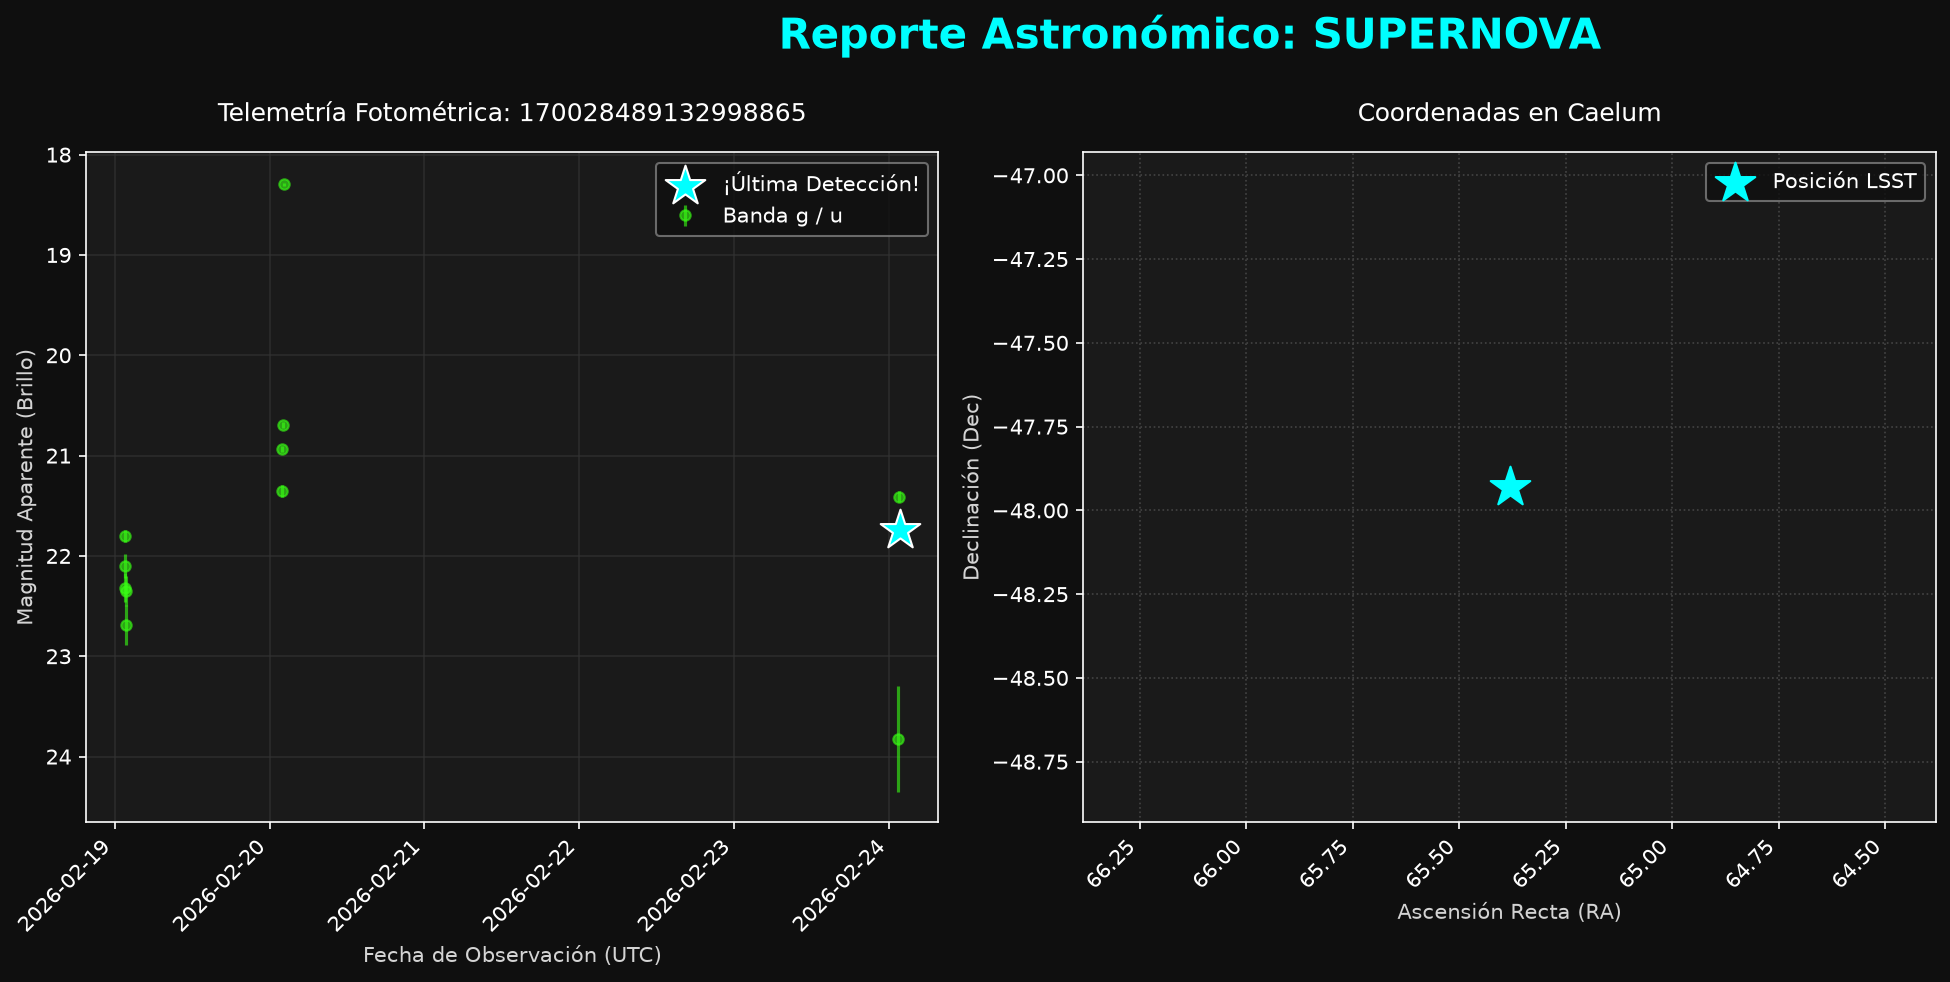 Reporte Astronómico: SUPERNOVA
Telemetría Fotométrica: 170028489132998865
¡Última Detección!
Banda g / u
Magnitud Aparente (Brillo)
18
19
20
21
22
23
24
2026-02-19
2026-02-20
2026-02-21
2026-02-22
2026-02-23
2026-02-24
Fecha de Observación (UTC)
Coordenadas en Caelum
Posición LSST
Declinación (Dec)
−47.00
−47.25
−47.50
−47.75
−48.00
−48.25
−48.50
−48.75
66.25
66.00
65.75
65.50
65.25
65.00
64.75
64.50
Ascensión Recta (RA)